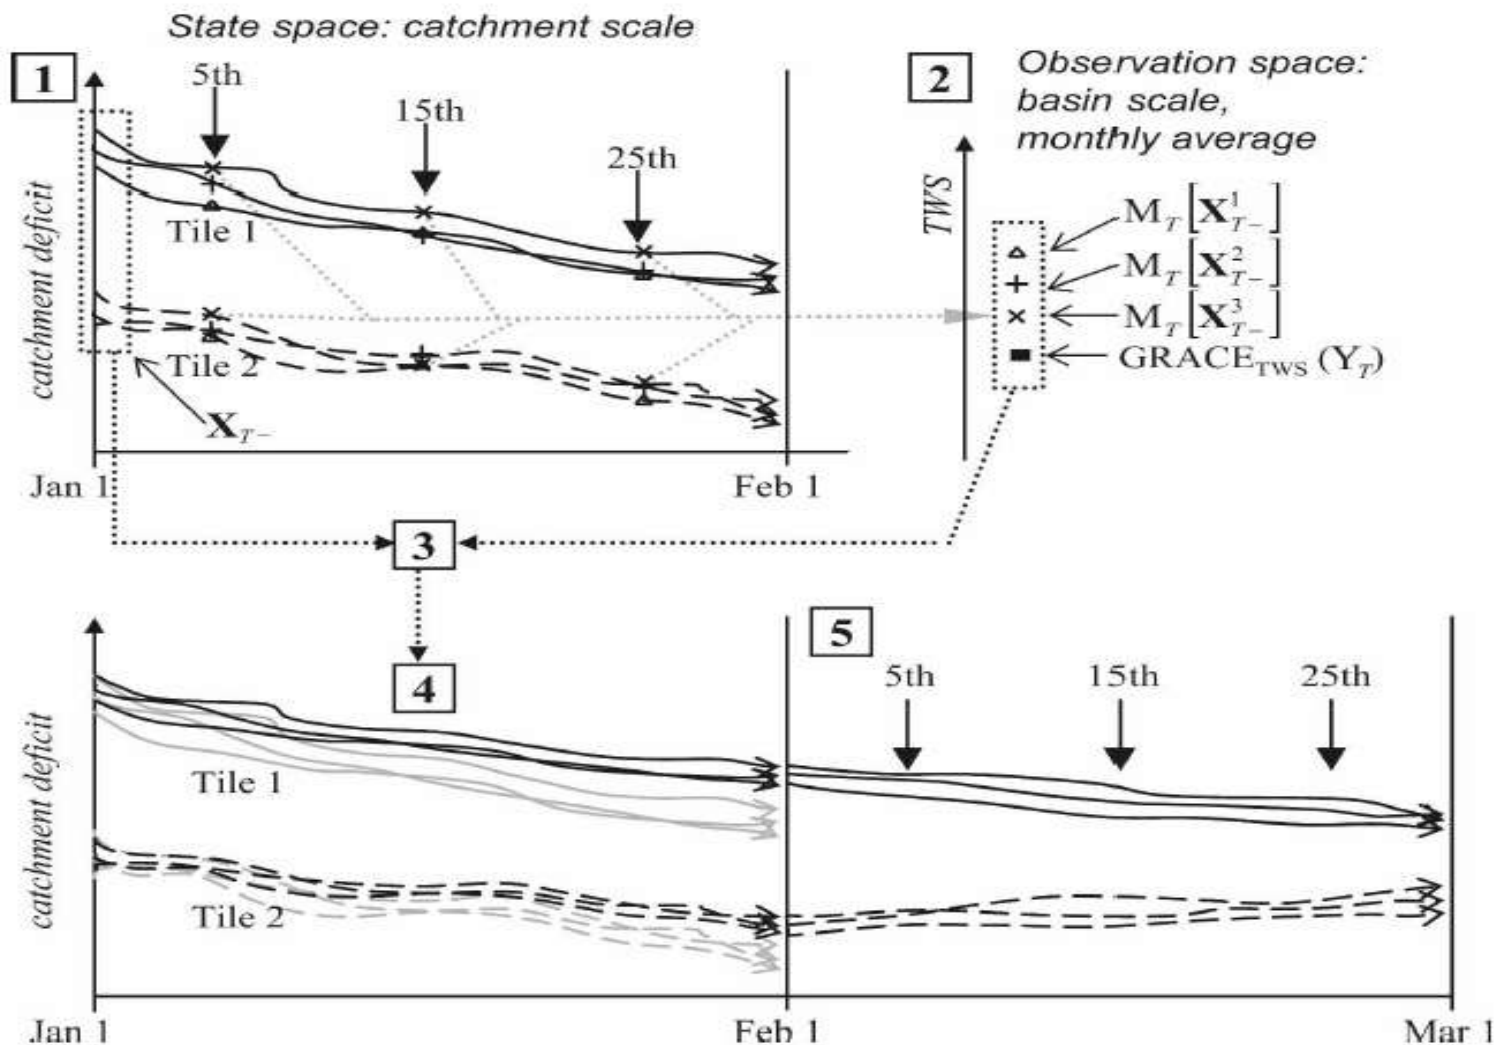 State space: catchment scale
1
5th
15th
25th
catchment deficit
Tile 1
Tile 2
X_{T-}
Jan 1
Feb 1
2
Observation space:
basin scale,
monthly average
TWS
M_T[X^1_{T-}]
M_T[X^2_{T-}]
M_T[X^3_{T-}]
GRACE_{TWS} (Y_T)
3
4
catchment deficit
Tile 1
Tile 2
5
5th
15th
25th
Jan 1
Feb 1
Mar 1